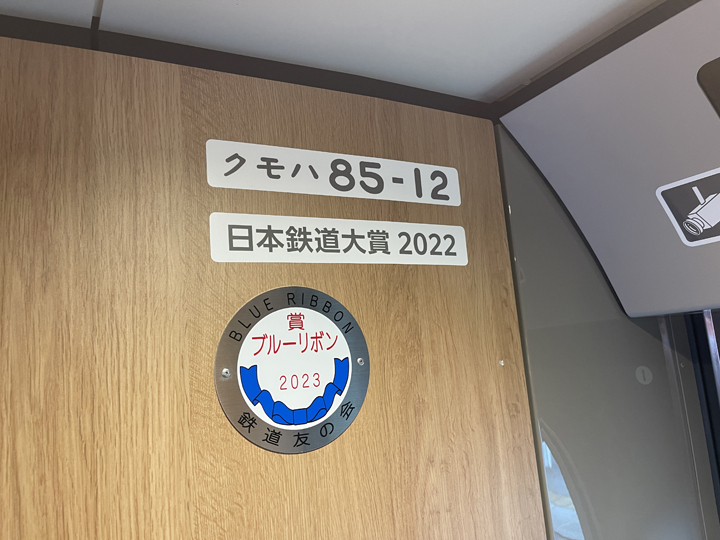 クモハ 85-12
日本鉄道大賞 2022
BLUE RIBBON
賞
ブルーリボン
2023
鉄道友の会